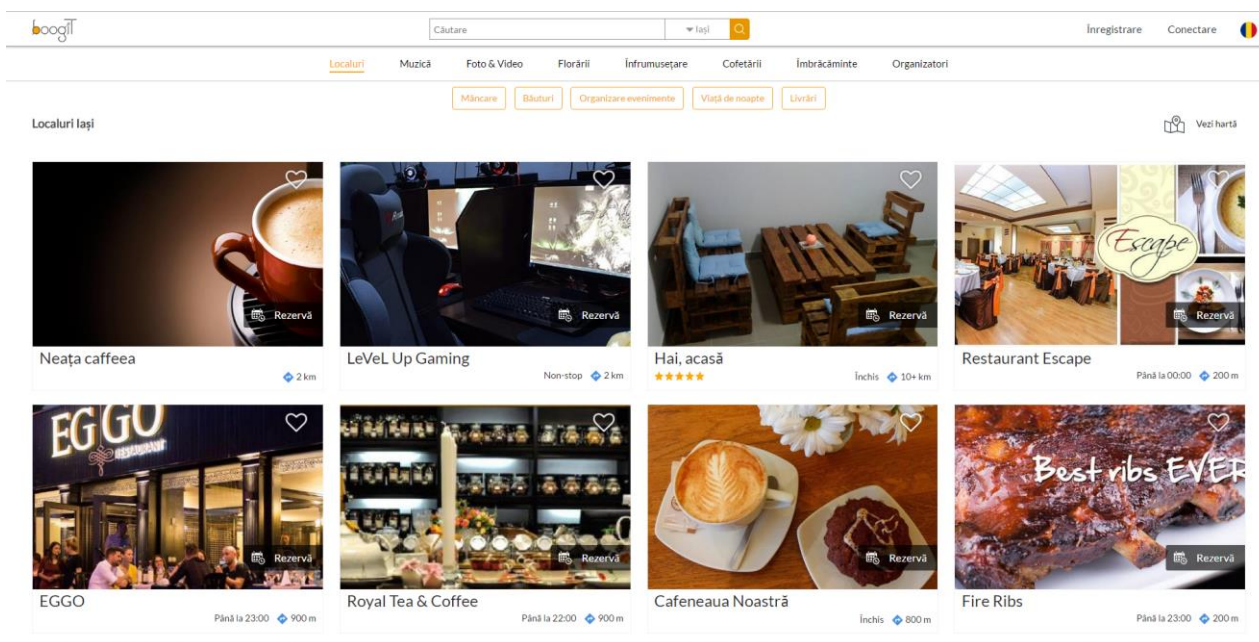 boogIT
Căutare
Iași
Înregistrare
Conectare
Localuri
Muzică
Foto & Video
Florării
Înfrumusețare
Cofetării
Îmbrăcăminte
Organizatori
Mâncare
Băuturi
Organizare evenimente
Viață de noapte
Livrări
Localuri Iași
Vezi hartă
Rezervă
Neața caffeea
2 km
Rezervă
LeVeL Up Gaming
Non-stop 2 km
Rezervă
Hai, acasă
Închis 10+ km
Escape
Rezervă
Restaurant Escape
Până la 00:00 200 m
EGGO
RESTAURANT
Rezervă
EGGO
Până la 23:00 900 m
Rezervă
Royal Tea & Coffee
Până la 22:00 900 m
Rezervă
Cafeneaua Noastră
Închis 800 m
Best ribs EVER
Rezervă
Fire Ribs
Până la 23:00 200 m